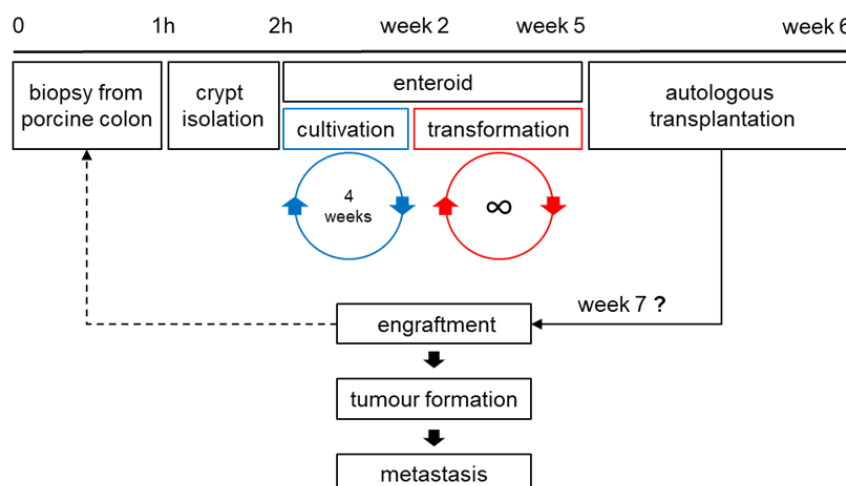 0 1h 2h week 2 week 5 week 6
biopsy from
porcine colon
crypt
isolation
enteroid
cultivation transformation
autologous
transplantation
4
weeks
∞
week 7 ?
engraftment
tumour formation
metastasis